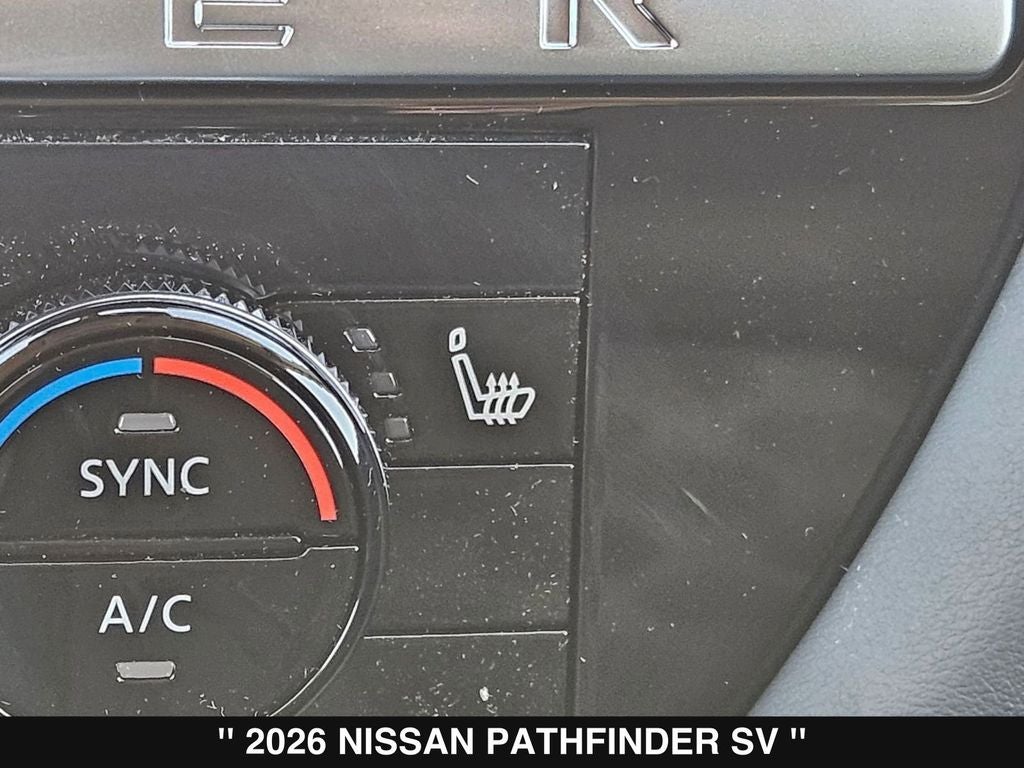 E R
SYNC
A/C
" 2026 NISSAN PATHFINDER SV "